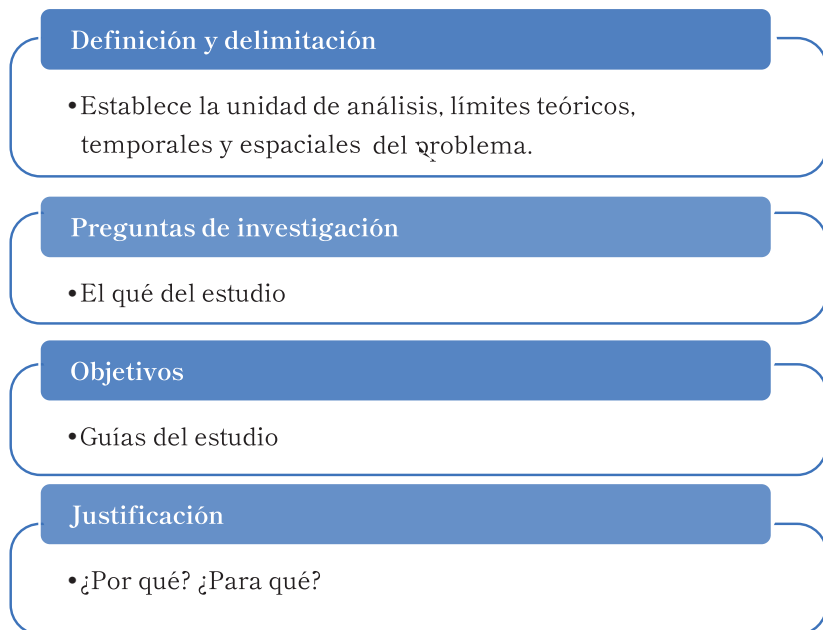 Definición y delimitación
•Establece la unidad de análisis, límites teóricos,
temporales y espaciales del problema.
Preguntas de investigación
•El qué del estudio
Objetivos
•Guías del estudio
Justificación
•¿Por qué? ¿Para qué?